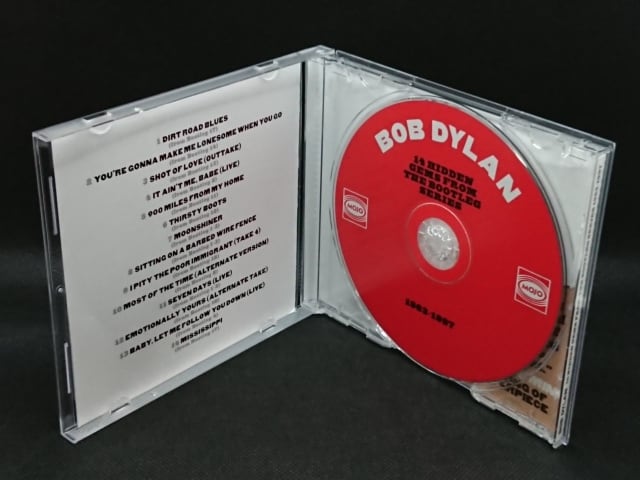 1 DIRT ROAD BLUES
2 YOU'RE GONNA MAKE ME LONESOME WHEN YOU GO
3 SHOT OF LOVE (OUTTAKE)
4 IT AIN'T ME, BABE (LIVE)
5 900 MILES FROM MY HOME
6 THIRSTY BOOTS
7 MOONSHINER
8 SITTING ON A BARBED WIRE FENCE
9 I PITY THE POOR IMMIGRANT (TAKE 4)
10 MOST OF THE TIME (ALTERNATE VERSION)
11 SEVEN DAYS (LIVE)
12 EMOTIONALLY YOURS (ALTERNATE TAKE)
13 BABY, LET ME FOLLOW YOU DOWN (LIVE)
14 MISSISSIPPI
BOB DYLAN
14 HIDDEN
GEMS FROM
THE BOOTLEG
SERIES
MOJO
MOJO
1962-1997
OF